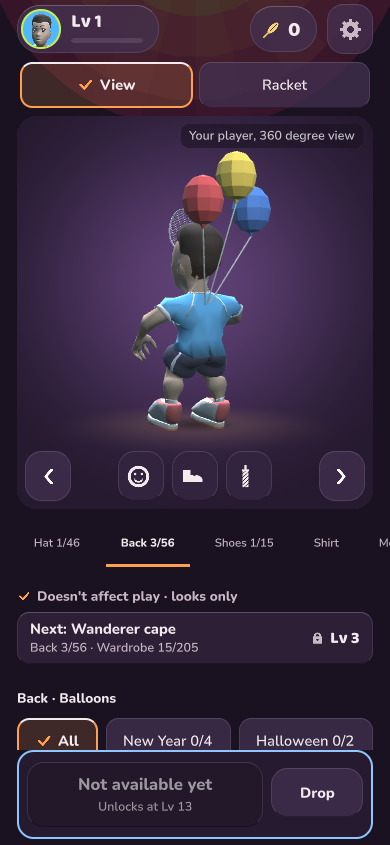 Lv 1
0
View
Racket
Your player, 360 degree view
Hat 1/46
Back 3/56
Shoes 1/15
Shirt
Doesn't affect play · looks only
Next: Wanderer cape
Back 3/56 · Wardrobe 15/205
Lv 3
Back · Balloons
All
New Year 0/4
Halloween 0/2
Not available yet
Unlocks at Lv 13
Drop